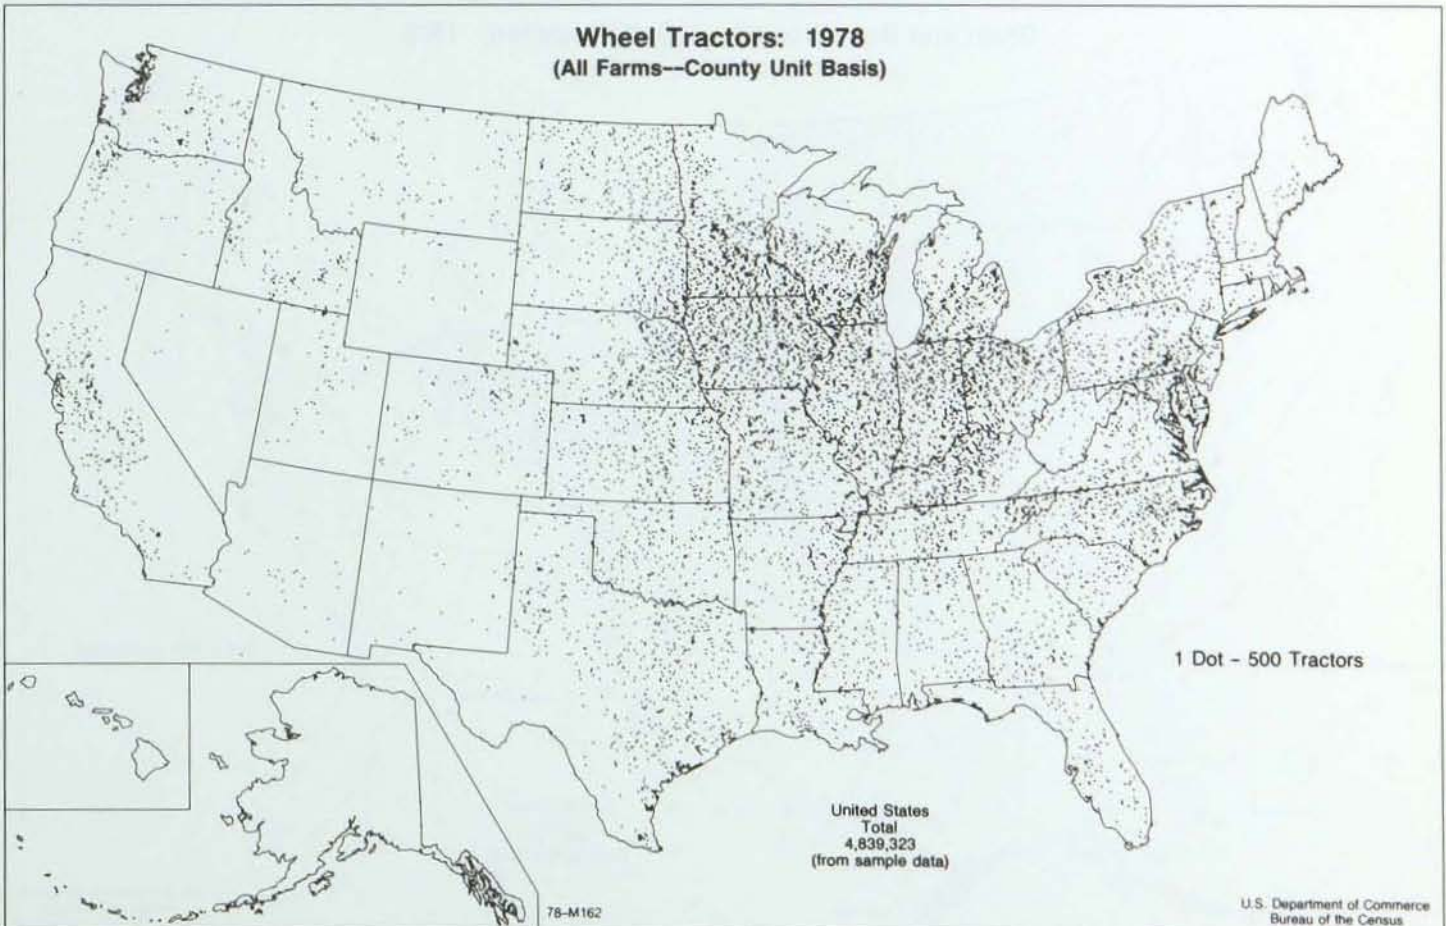 Wheel Tractors: 1978
(All Farms--County Unit Basis)
1 Dot - 500 Tractors
United States
Total
4,839,323
(from sample data)
78-M162
U.S. Department of Commerce
Bureau of the Census